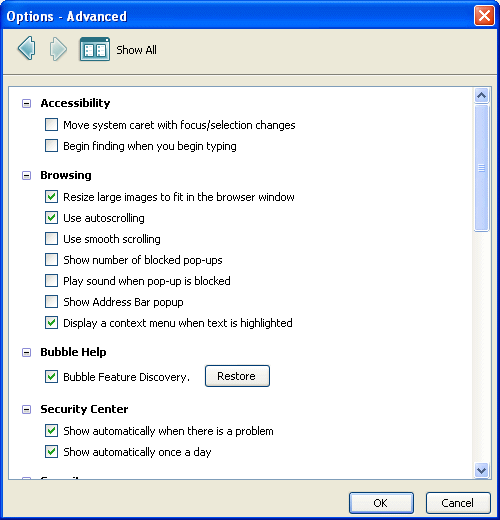 Options - Advanced
Show All
Accessibility
Move system caret with focus/selection changes
Begin finding when you begin typing
Browsing
Resize large images to fit in the browser window
Use autoscrolling
Use smooth scrolling
Show number of blocked pop-ups
Play sound when pop-up is blocked
Show Address Bar popup
Display a context menu when text is highlighted
Bubble Help
Bubble Feature Discovery. Restore
Security Center
Show automatically when there is a problem
Show automatically once a day
OK Cancel